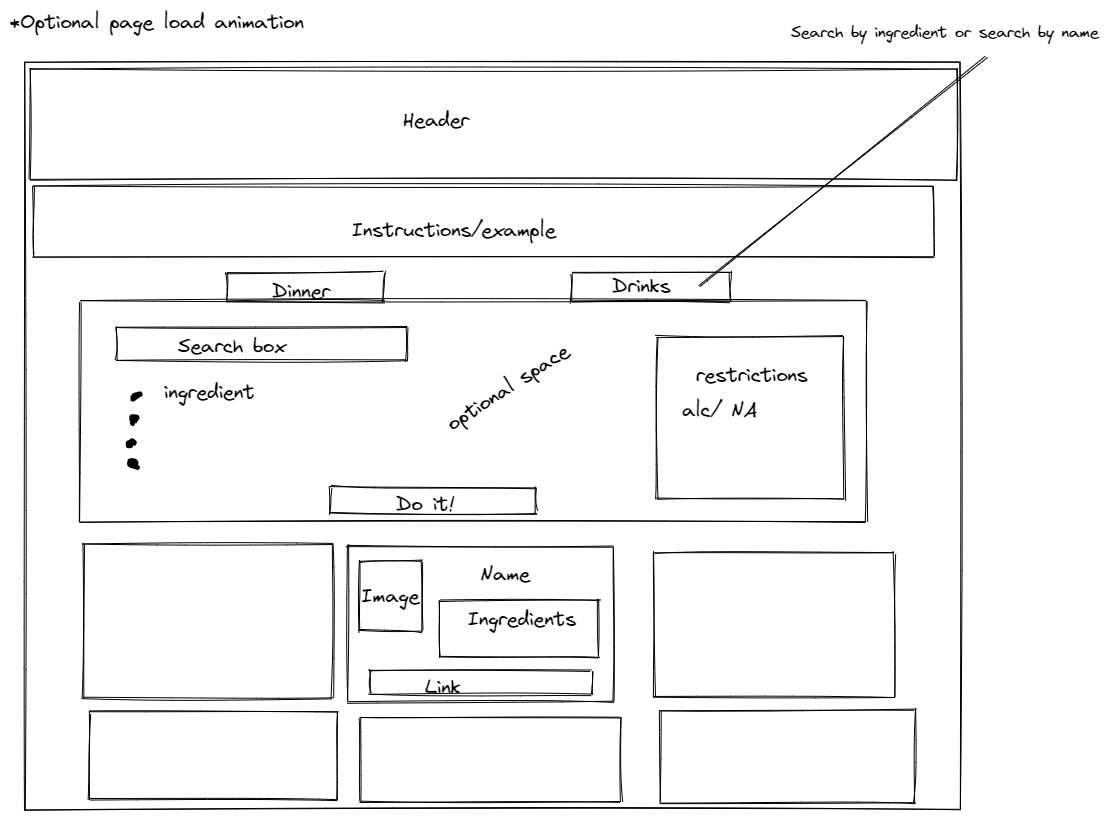 *Optional page load animation
Search by ingredient or search by name
Header
Instructions/example
Dinner
Drinks
Search box
ingredient
optional space
restrictions
alc/ NA
Do it!
Image
Name
Ingredients
Link